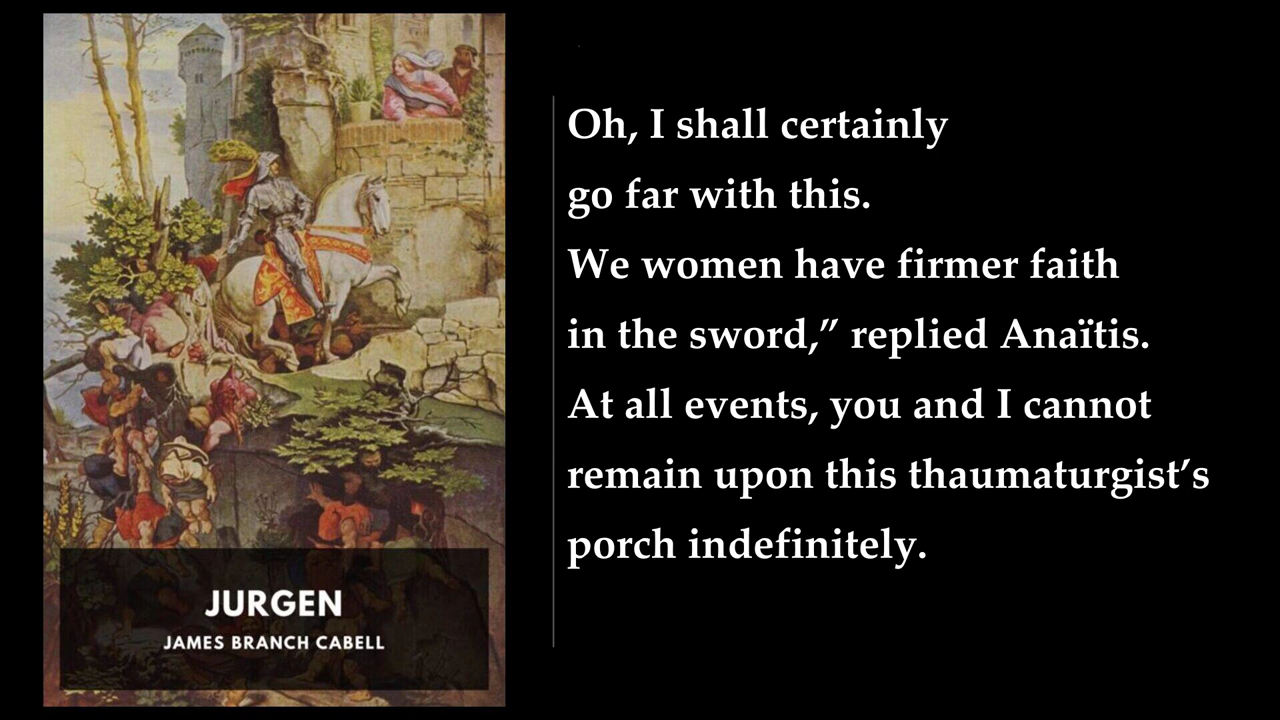 JURGEN
JAMES BRANCH CABELL
Oh, I shall certainly
go far with this.
We women have firmer faith
in the sword,” replied Anaïtis.
At all events, you and I cannot
remain upon this thaumaturgist’s
porch indefinitely.